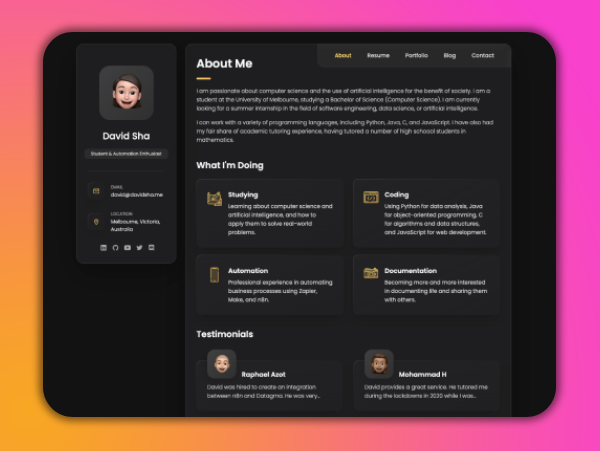 David Sha
Student & Automation Enthusiast
EMAIL
david@davidsha.me
LOCATION
Melbourne, Victoria,
Australia
About Resume Portfolio Blog Contact
About Me
I am passionate about computer science and the use of artificial intelligence for the benefit of society. I am a
student at the University of Melbourne, studying a Bachelor of Science (Computer Science). I am currently
looking for a summer internship in the field of software engineering, data science, or artificial intelligence.
I can work with a variety of programming languages, including Python, Java, C, and JavaScript. I have also had
my fair share of academic tutoring experience, having tutored a number of high school students in
mathematics.
What I'm Doing
Studying
Learning about computer science and
artificial intelligence, and how to
apply them to solve real-world
problems.
Coding
Using Python for data analysis, Java
for object-oriented programming, C
for algorithms and data structures,
and JavaScript for web development.
Automation
Professional experience in automating
business processes using Zapier,
Make, and n8n.
Documentation
Becoming more and more interested
in documenting life and sharing them
with others.
Testimonials
Raphael Azot
David was hired to create an integration
between n8n and Datagma. He was very...
Mohammad H
David provides a great service. He tutored me
during the lockdowns in 2020 while I was...